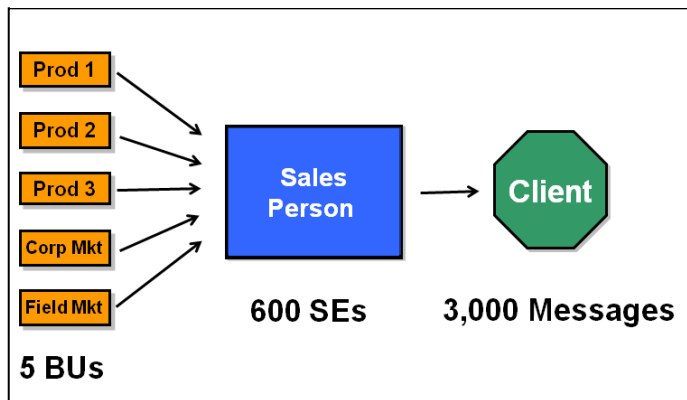 Prod 1
Prod 2
Prod 3
Corp Mkt
Field Mkt
5 BUs
Sales
Person
600 SEs
Client
3,000 Messages